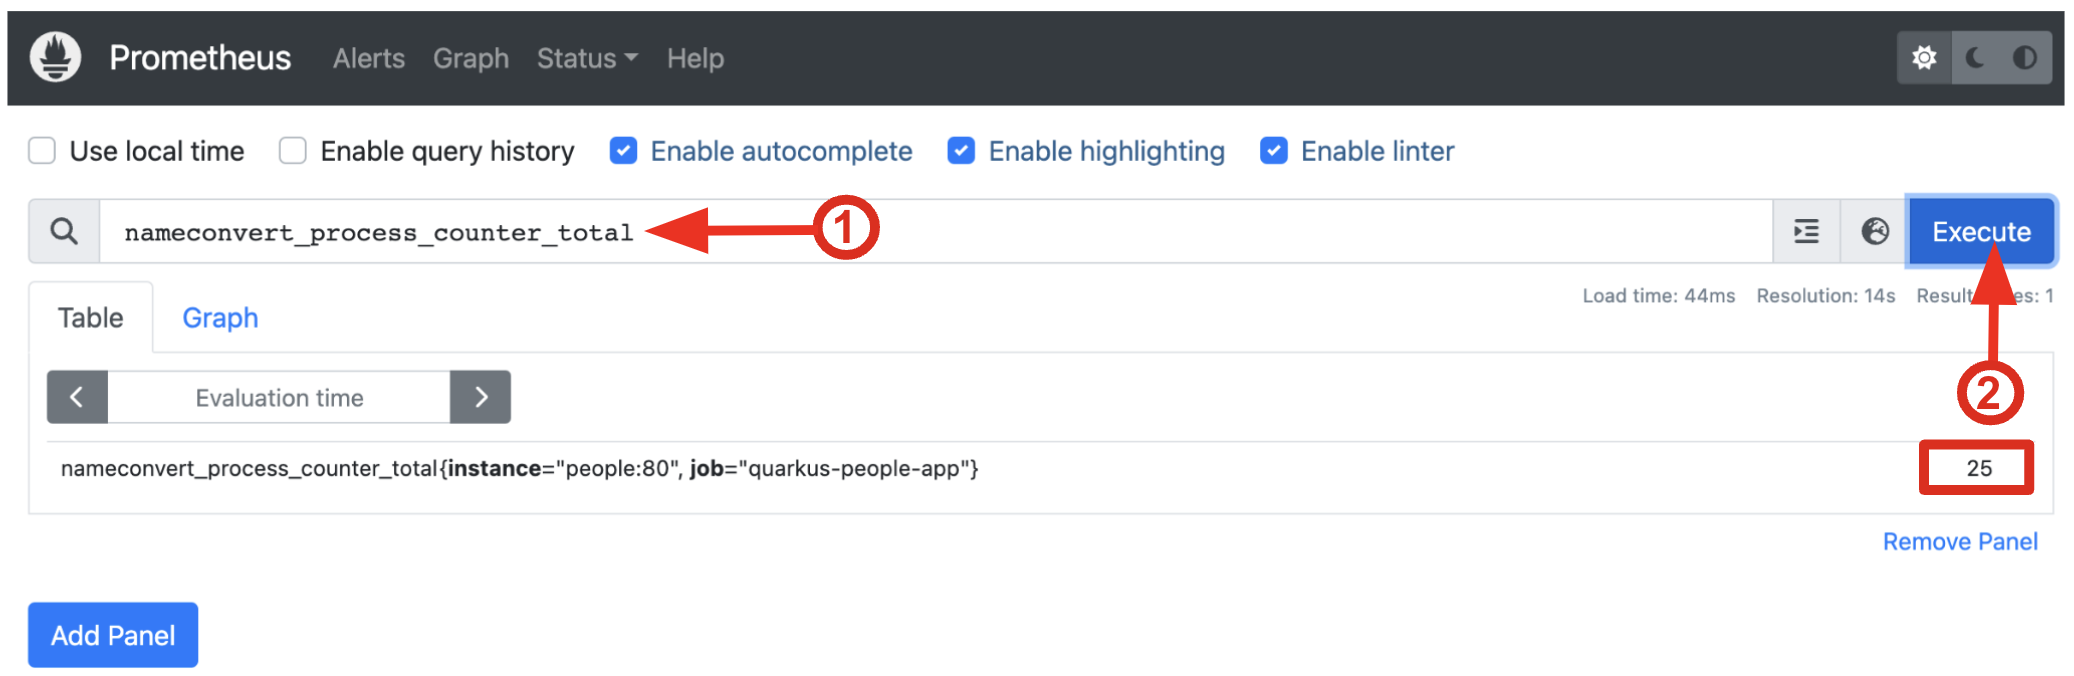 Prometheus Alerts Graph Status Help
Use local time Enable query history Enable autocomplete Enable highlighting Enable linter
nameconvert_process_counter_total 1 Execute
Load time: 44ms Resolution: 14s Result es: 1
Table Graph
Evaluation time
2
nameconvert_process_counter_total{instance="people:80", job="quarkus-people-app"} 25
Remove Panel
Add Panel